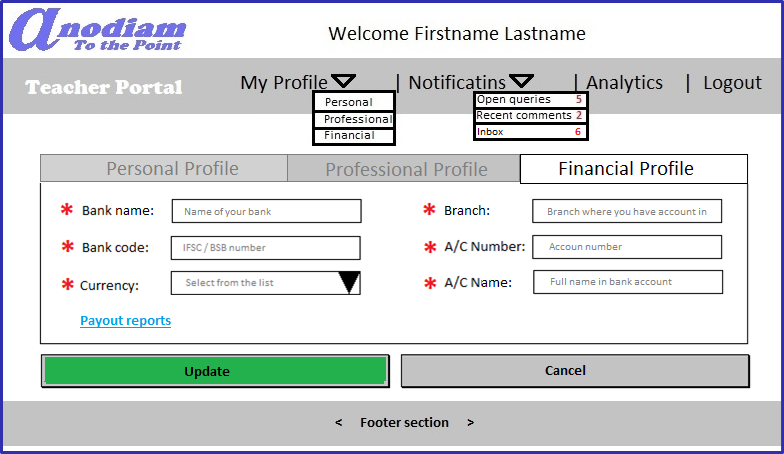 Anodiam
To the Point
Welcome Firstname Lastname
Teacher Portal
My Profile | Notificatins | Analytics | Logout
Personal
Professional
Financial
Open queries 5
Recent comments 2
Inbox 6
Personal Profile
Professional Profile
Financial Profile
* Bank name: Name of your bank
* Branch: Branch where you have account in
* Bank code: IFSC / BSB number
* A/C Number: Accoun number
* Currency: Select from the list
* A/C Name: Full name in bank account
Payout reports
Update
Cancel
< Footer section >